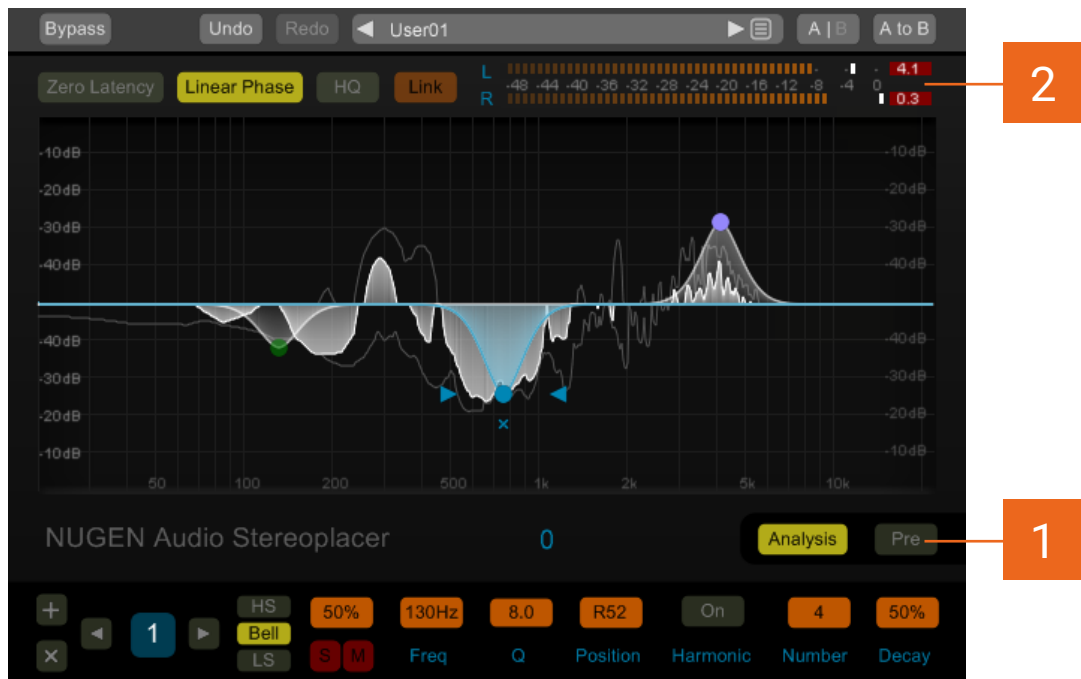 Bypass Undo Redo User01 A | B A to B
Zero Latency Linear Phase HQ Link
L - - 4.1
-48 -44 -40 -36 -32 -28 -24 -20 -16 -12 -8 -4 0
R 0.3
2
-10dB -10dB
-20dB -20dB
-30dB -30dB
-40dB -40dB
-40dB -40dB
-30dB -30dB
-20dB -20dB
-10dB -10dB
50 100 200 500 1k 2k 5k 10k
NUGEN Audio Stereoplacer 0 Analysis Pre
1
+ HS 50% 130Hz 8.0 R52 On 4 50%
1 Bell
× LS S M Freq Q Position Harmonic Number Decay